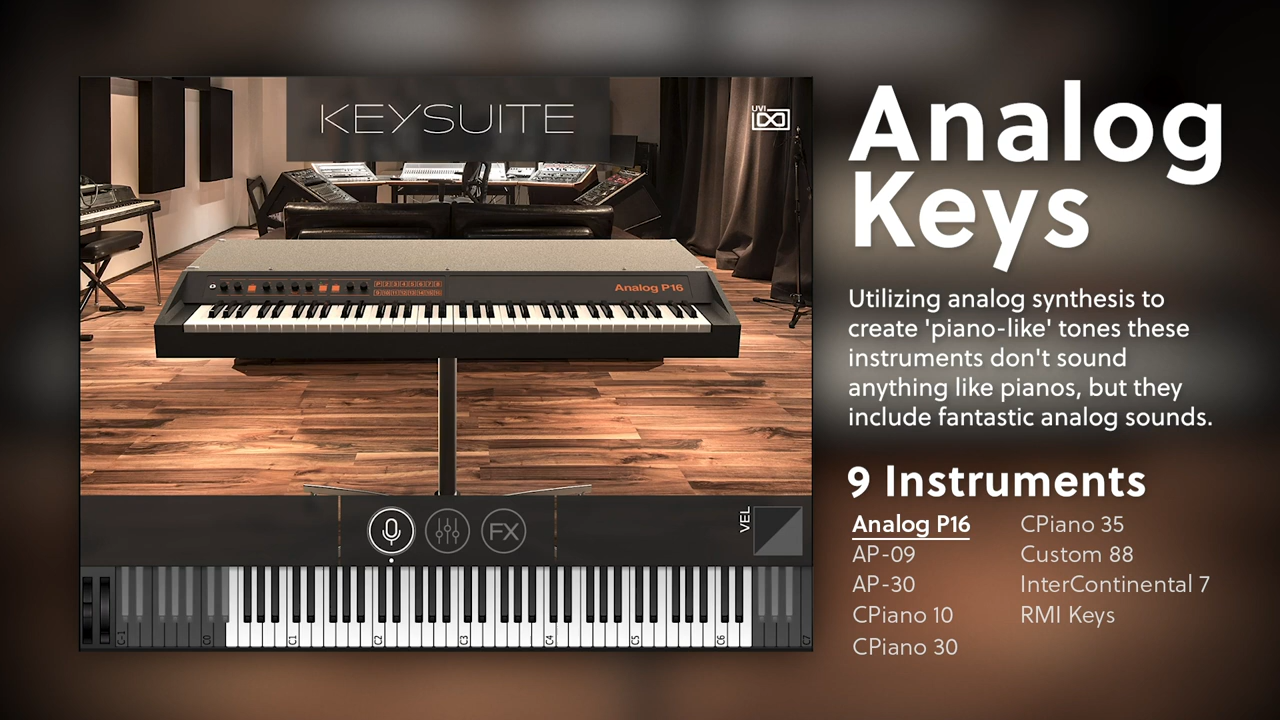 KEYSUITE
UVI
Analog P16
FX
VEL
C-1
C0
C1
C2
C3
C4
C5
C6
C7
Analog
Keys
Utilizing analog synthesis to
create 'piano-like' tones these
instruments don't sound
anything like pianos, but they
include fantastic analog sounds.
9 Instruments
Analog P16
AP-09
AP-30
CPiano 10
CPiano 30
CPiano 35
Custom 88
InterContinental 7
RMI Keys